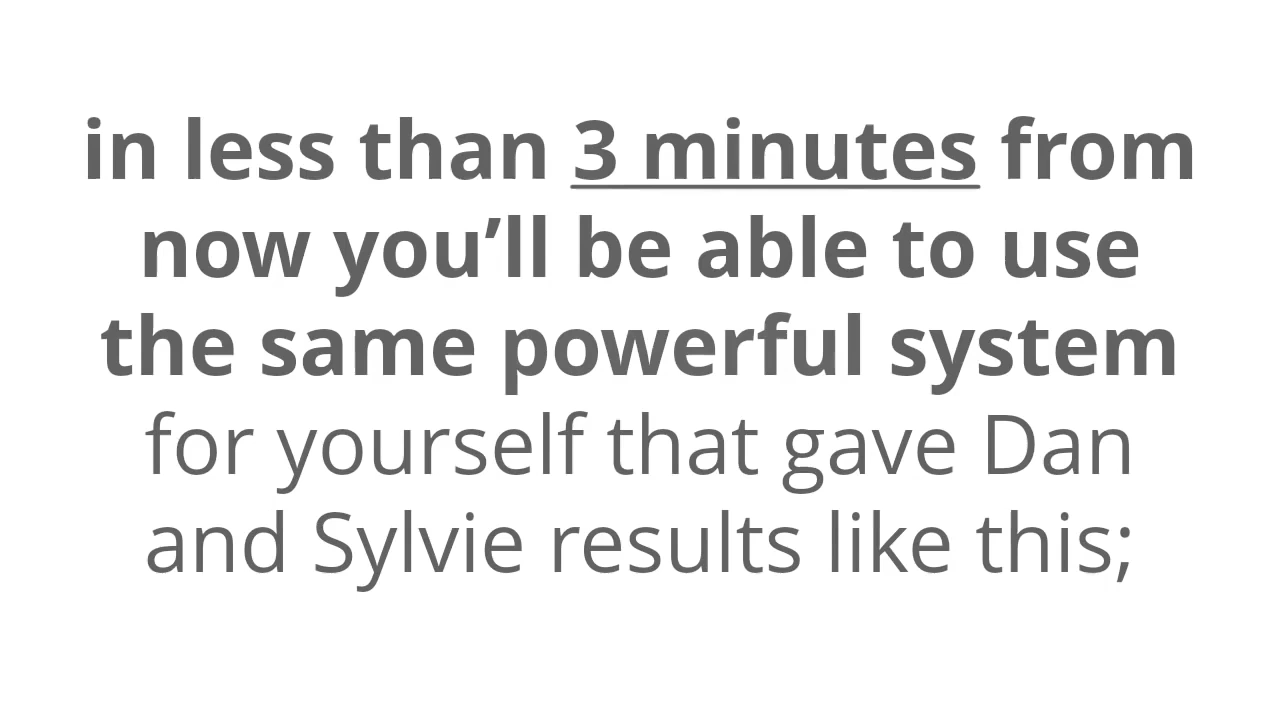 in less than 3 minutes from
now you’ll be able to use
the same powerful system
for yourself that gave Dan
and Sylvie results like this;